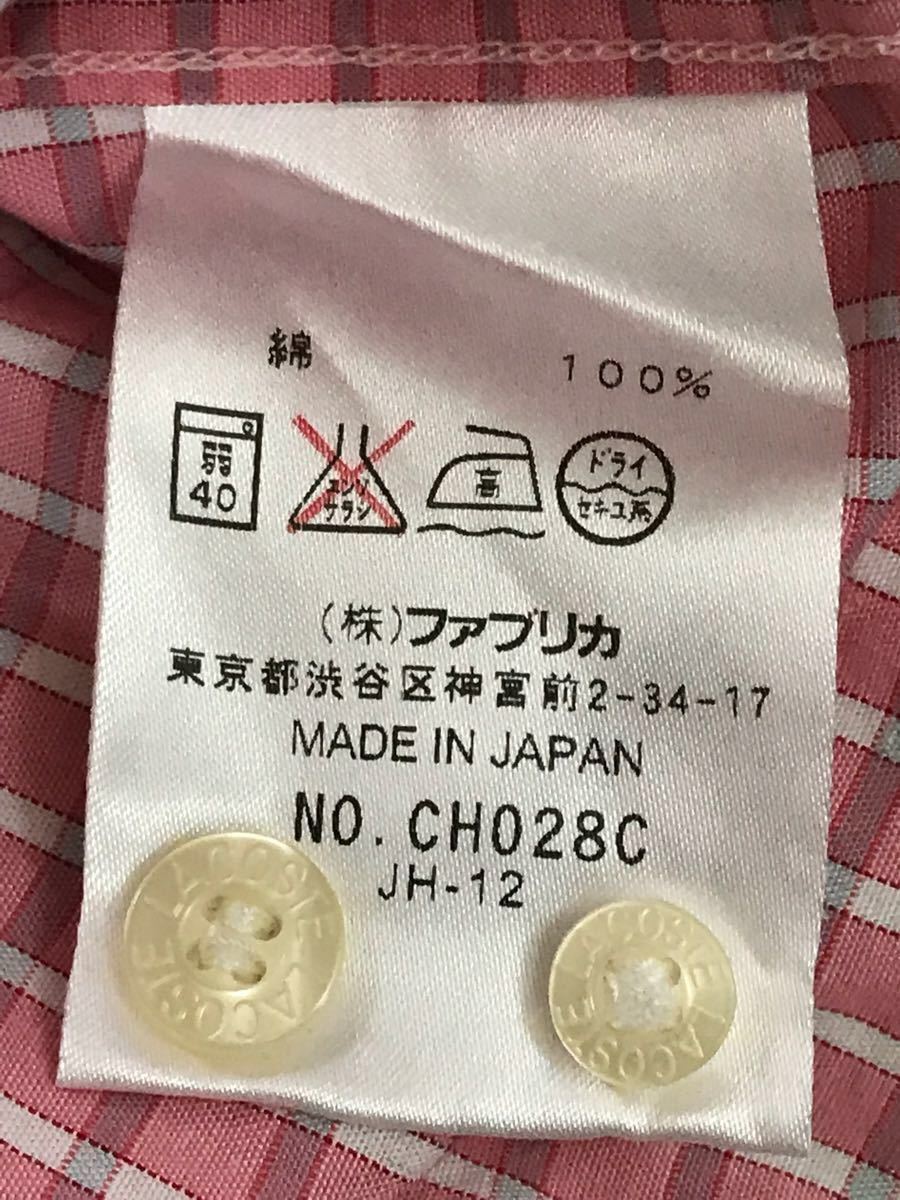 綿 100%
弱 40
エンソ サラシ
高
ドライ セキユ系
(株)ファブリカ
東京都渋谷区神宮前2-34-17
MADE IN JAPAN
NO. CH028C
JH-12
LACOSTE LACOSTE
LACOSTE LACOSTE